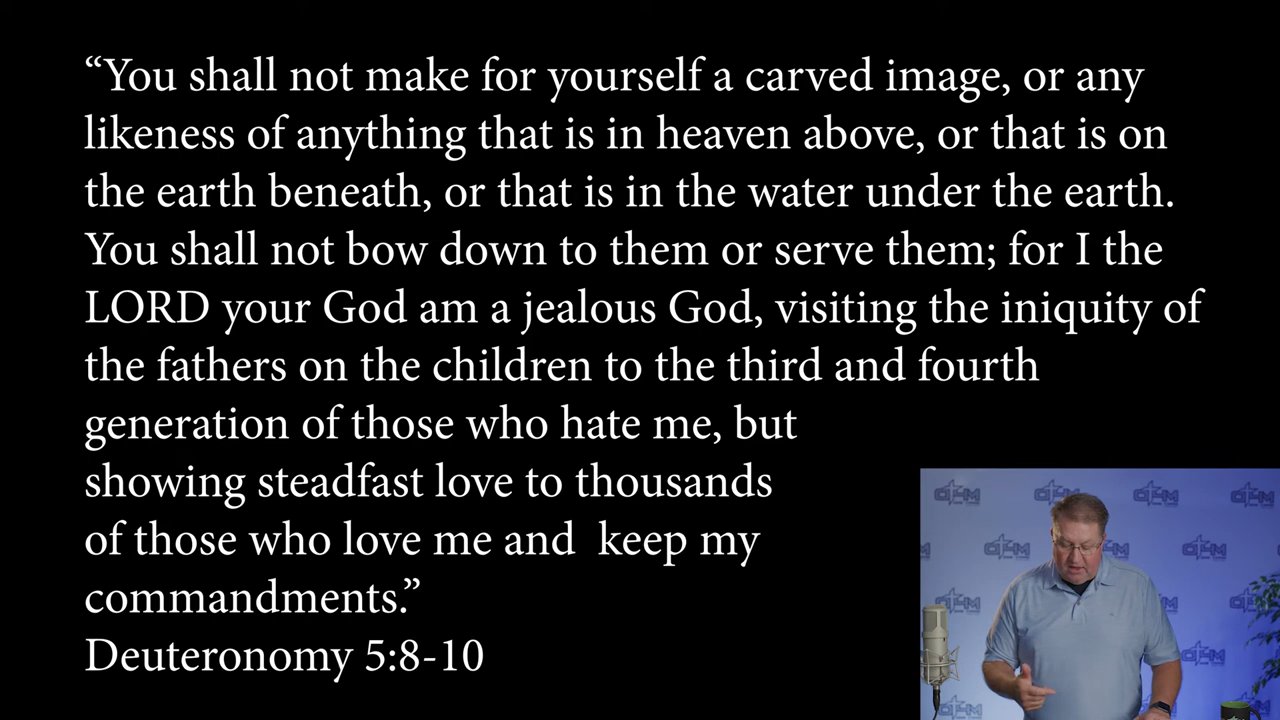 “You shall not make for yourself a carved image, or any
likeness of anything that is in heaven above, or that is on
the earth beneath, or that is in the water under the earth.
You shall not bow down to them or serve them; for I the
LORD your God am a jealous God, visiting the iniquity of
the fathers on the children to the third and fourth
generation of those who hate me, but
showing steadfast love to thousands
of those who love me and  keep my
commandments.”
Deuteronomy 5:8-10